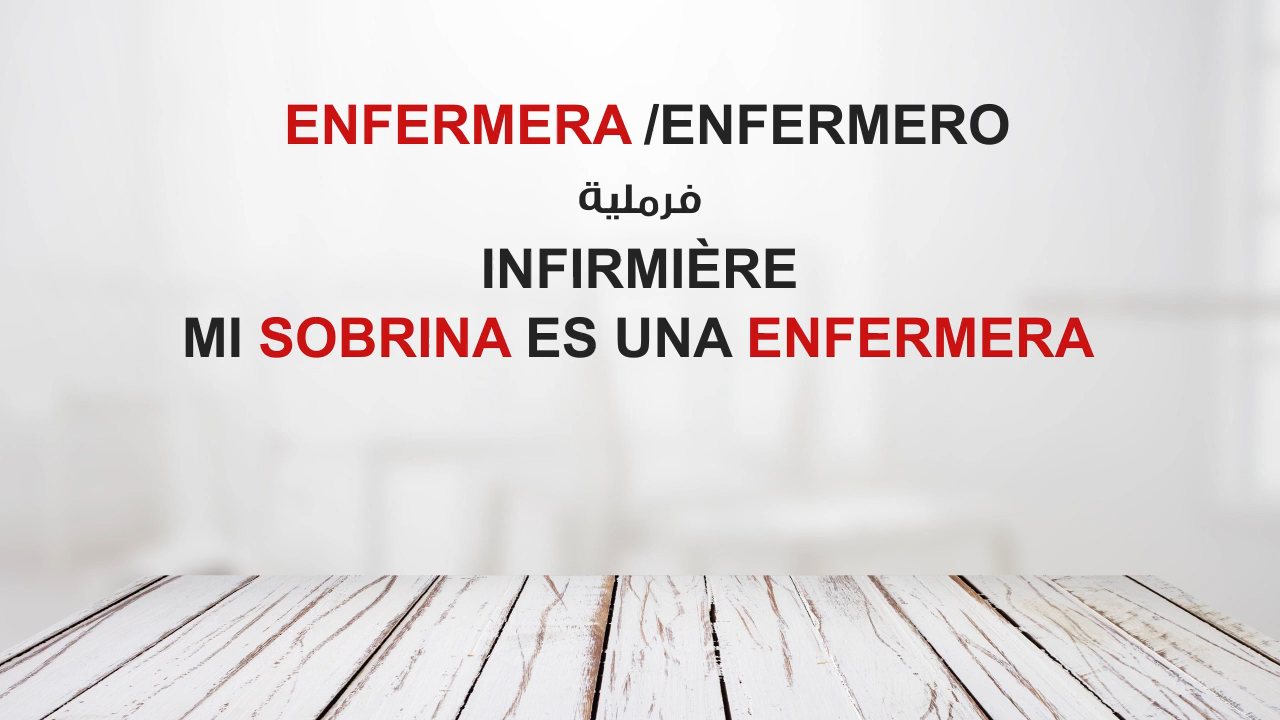 ENFERMERA /ENFERMERO
فرملية
INFIRMIÈRE
MI SOBRINA ES UNA ENFERMERA